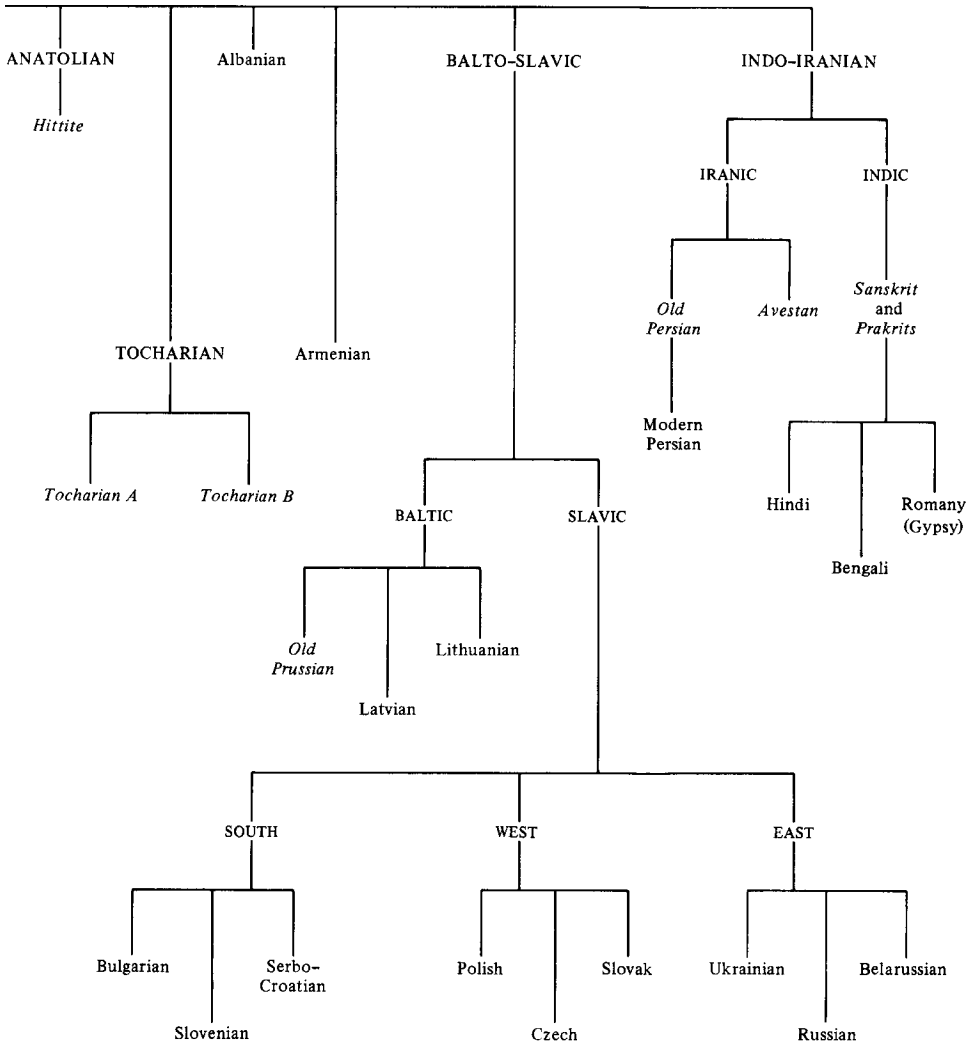 ANATOLIAN
Albanian
BALTO-SLAVIC
INDO-IRANIAN
Hittite
IRANIC
INDIC
Old
Persian
Avestan
Sanskrit
and
Prakrits
TOCHARIAN
Armenian
Modern
Persian
Tocharian A
Tocharian B
Hindi
Romany
(Gypsy)
Bengali
BALTIC
SLAVIC
Old
Prussian
Lithuanian
Latvian
SOUTH
WEST
EAST
Bulgarian
Serbo-
Croatian
Polish
Slovak
Ukrainian
Belarussian
Slovenian
Czech
Russian